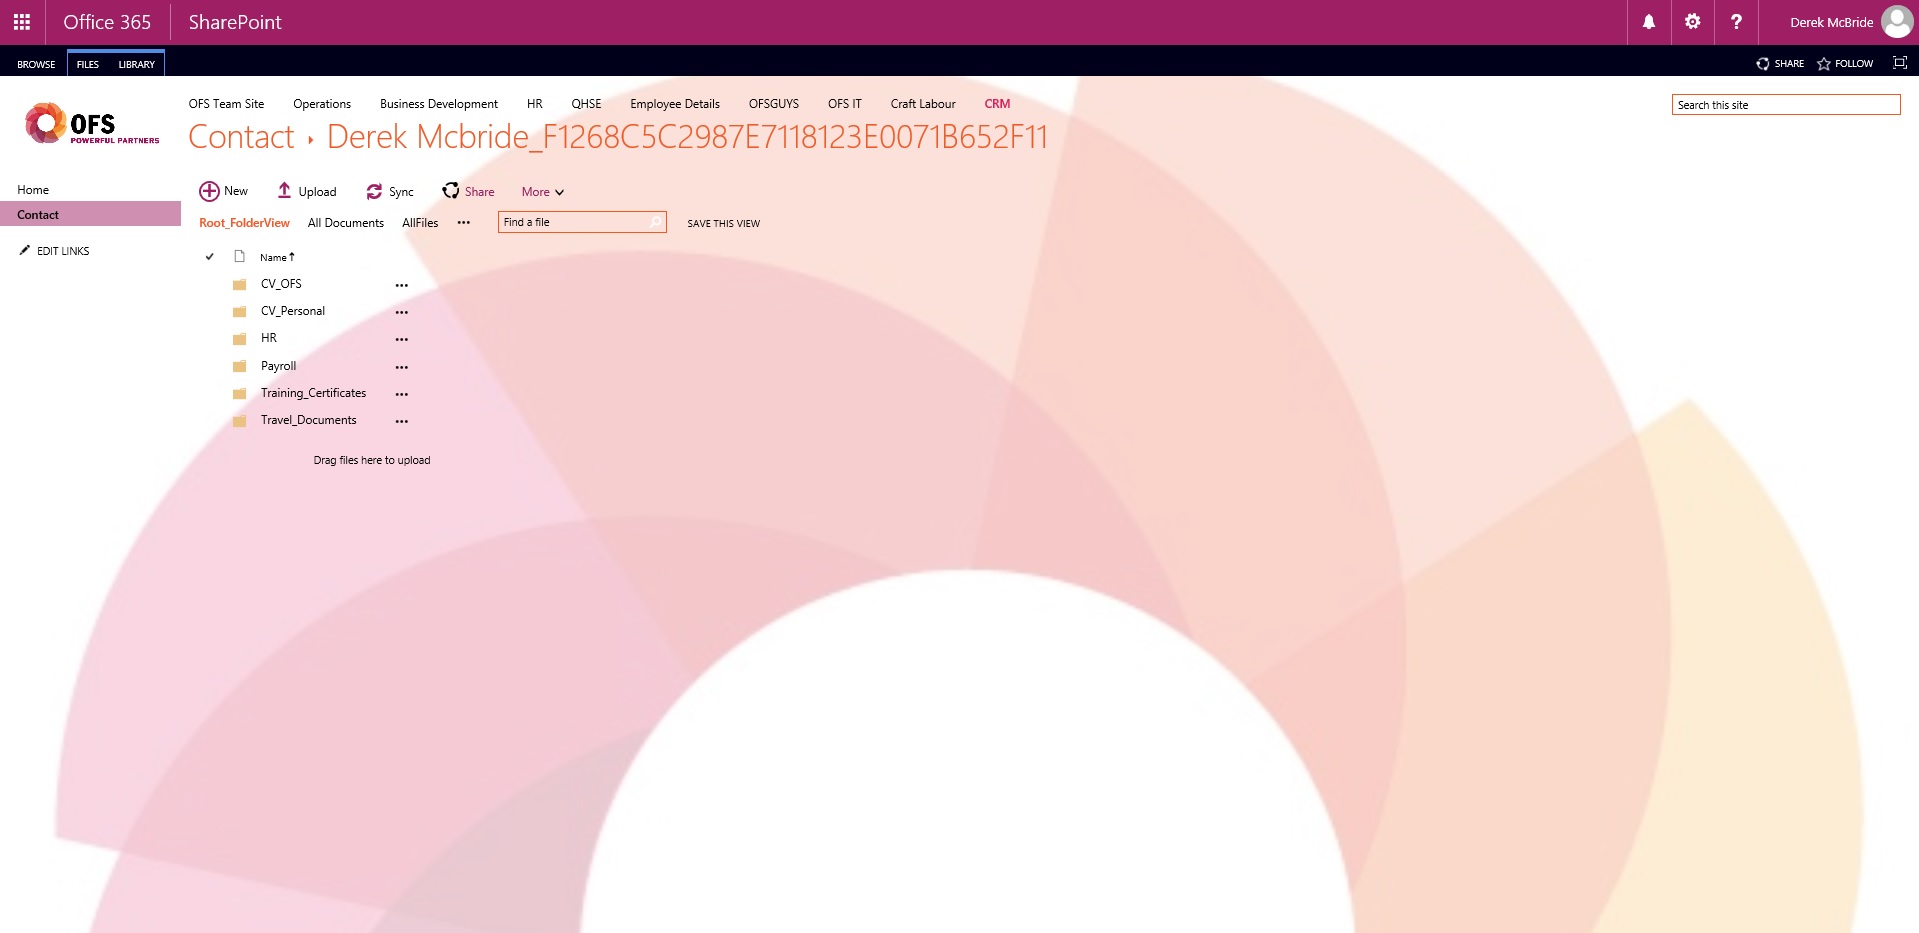 Office 365 SharePoint ? Derek McBride
BROWSE FILES LIBRARY SHARE FOLLOW
OFS Team Site Operations Business Development HR QHSE Employee Details OFSGUYS OFS IT Craft Labour CRM
Search this site
OFS
POWERFUL PARTNERS
Contact ▸ Derek Mcbride_F1268C5C2987E7118123E0071B652F11
Home
Contact
EDIT LINKS
New Upload Sync Share More
Root_FolderView All Documents AllFiles ••• Find a file SAVE THIS VIEW
Name
CV_OFS •••
CV_Personal •••
HR •••
Payroll •••
Training_Certificates •••
Travel_Documents •••
Drag files here to upload